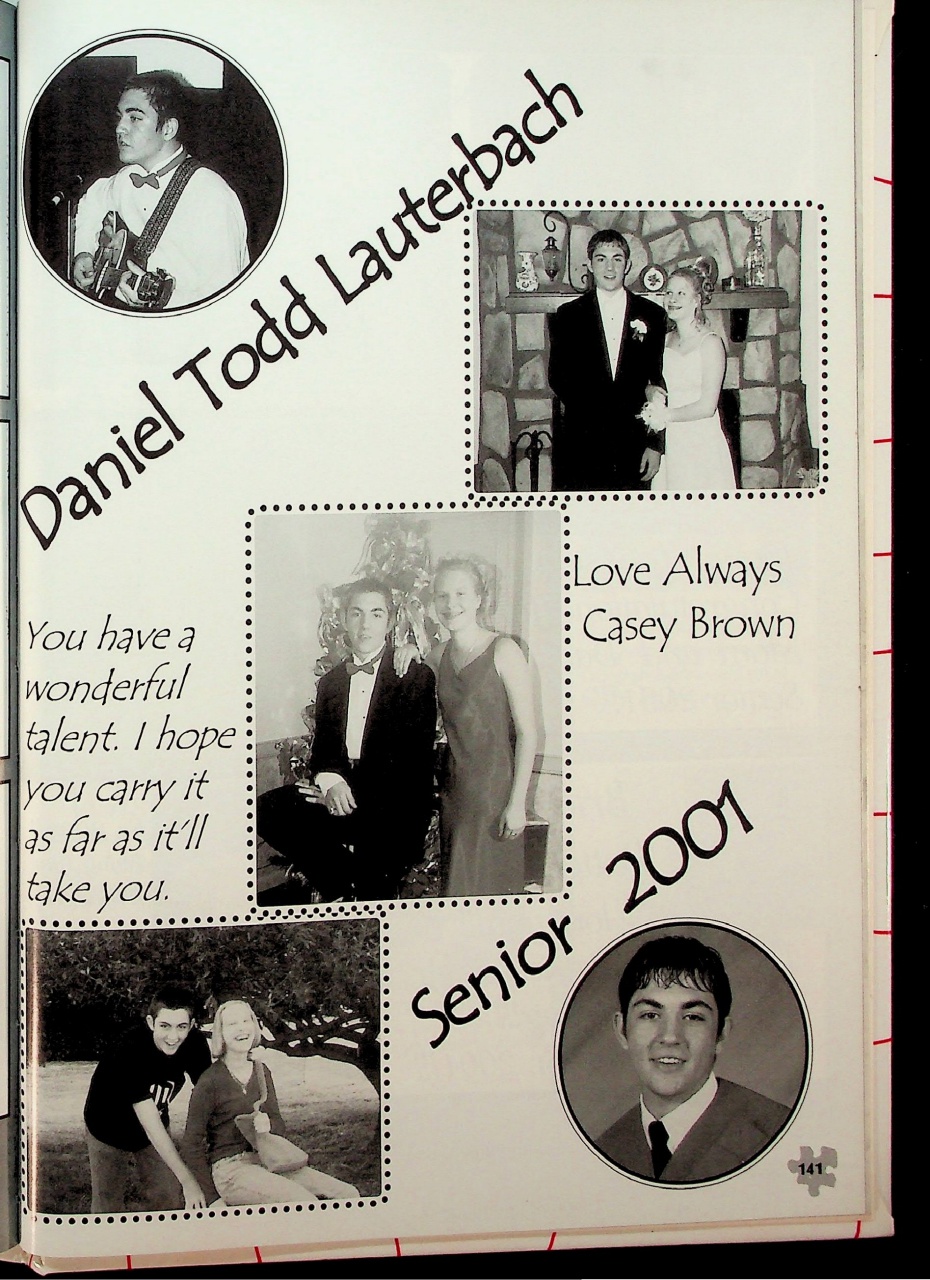 Daniel Todd Lauterbach
Love Always
Casey Brown
You have a
wonderful
talent. I hope
you carry it
as far as it'll
take you.
Senior 2001
141